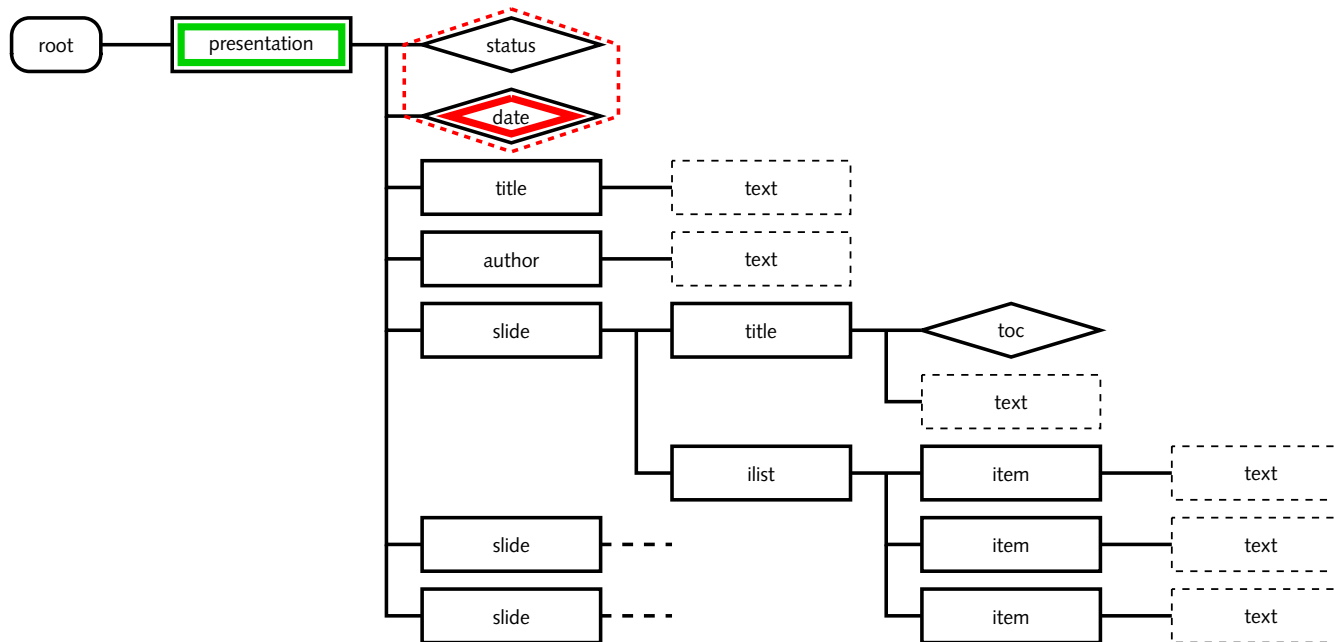 root
presentation
status
date
title
text
author
text
slide
title
toc
text
ilist
item
text
slide
item
text
slide
item
text